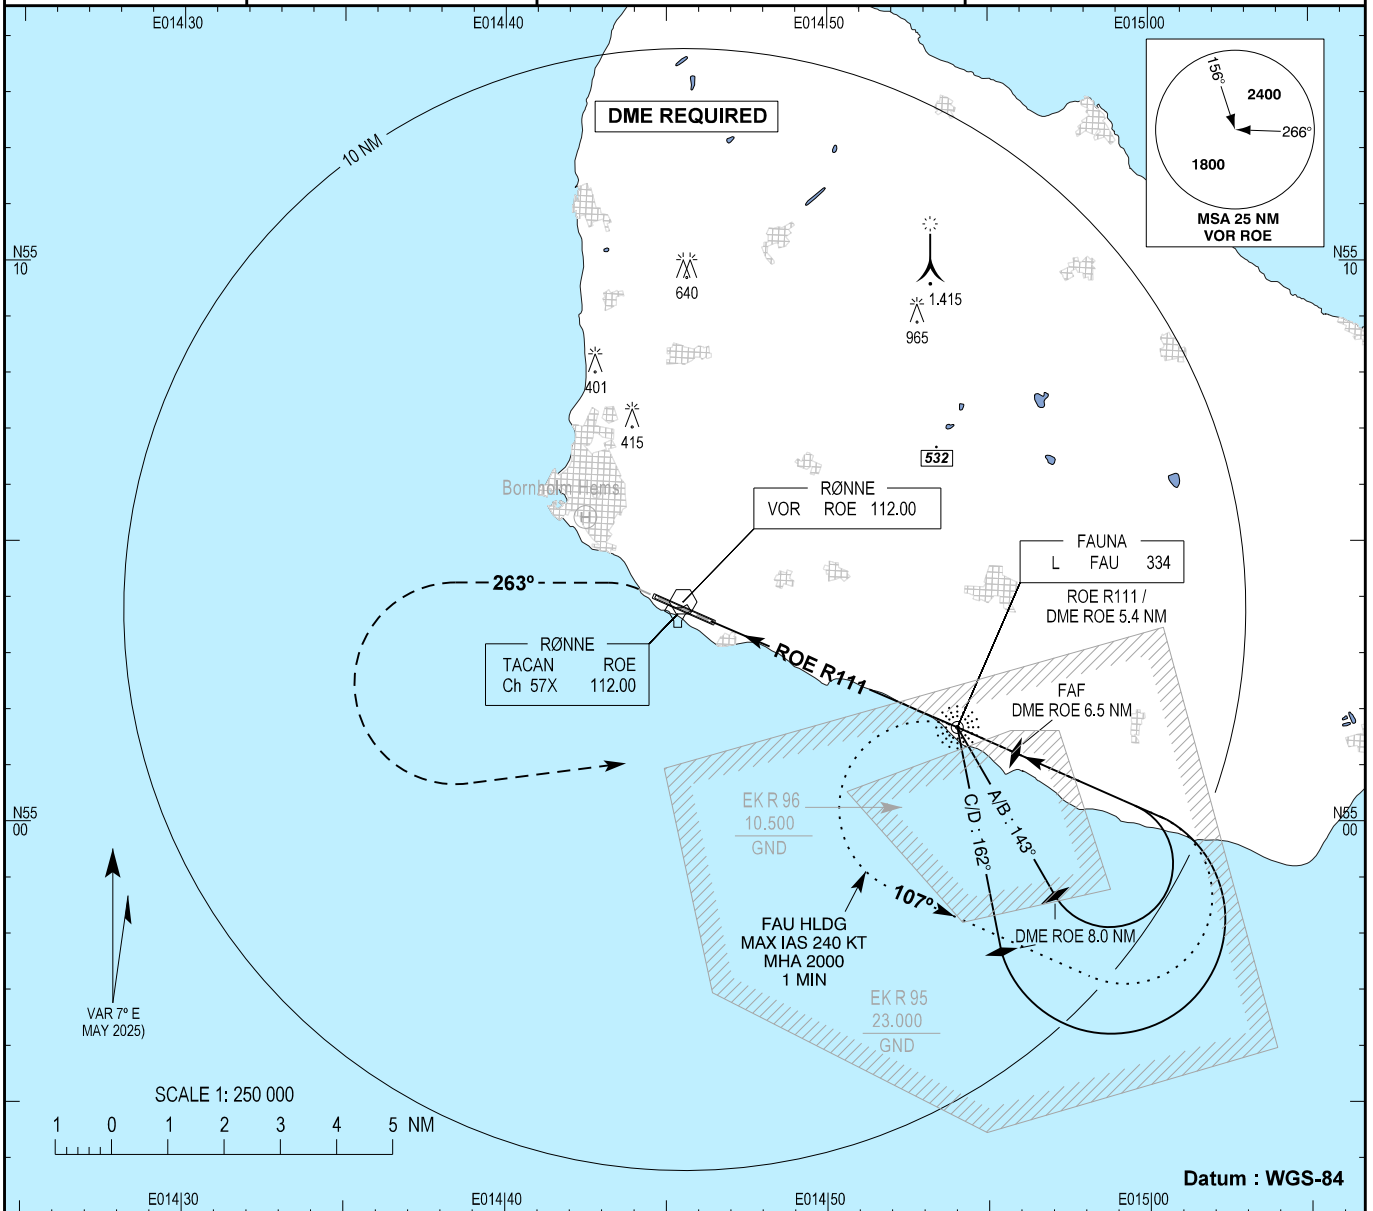 E014|30
E014|40
E014|50
E015|00
156°
2400
266°
1800
MSA 25 NM
VOR ROE
DME REQUIRED
10 NM
N55
10
N55
10
640
1.415
965
401
415
532
Bornholm Hems
H
RØNNE
VOR ROE 112.00
FAUNA
L FAU 334
ROE R111 /
DME ROE 5.4 NM
263°
RØNNE
TACAN ROE
Ch 57X 112.00
ROE R111
FAF
DME ROE 6.5 NM
EK R 96
10.500
GND
C/D : 162°
A/B : 143°
N55
00
N55
00
107°
FAU HLDG
MAX IAS 240 KT
MHA 2000
1 MIN
DME ROE 8.0 NM
EK R 95
23.000
GND
VAR 7° E
MAY 2025)
SCALE 1: 250 000
1 0 1 2 3 4 5 NM
Datum : WGS-84
E014|30
E014|40
E014|50
E015|00